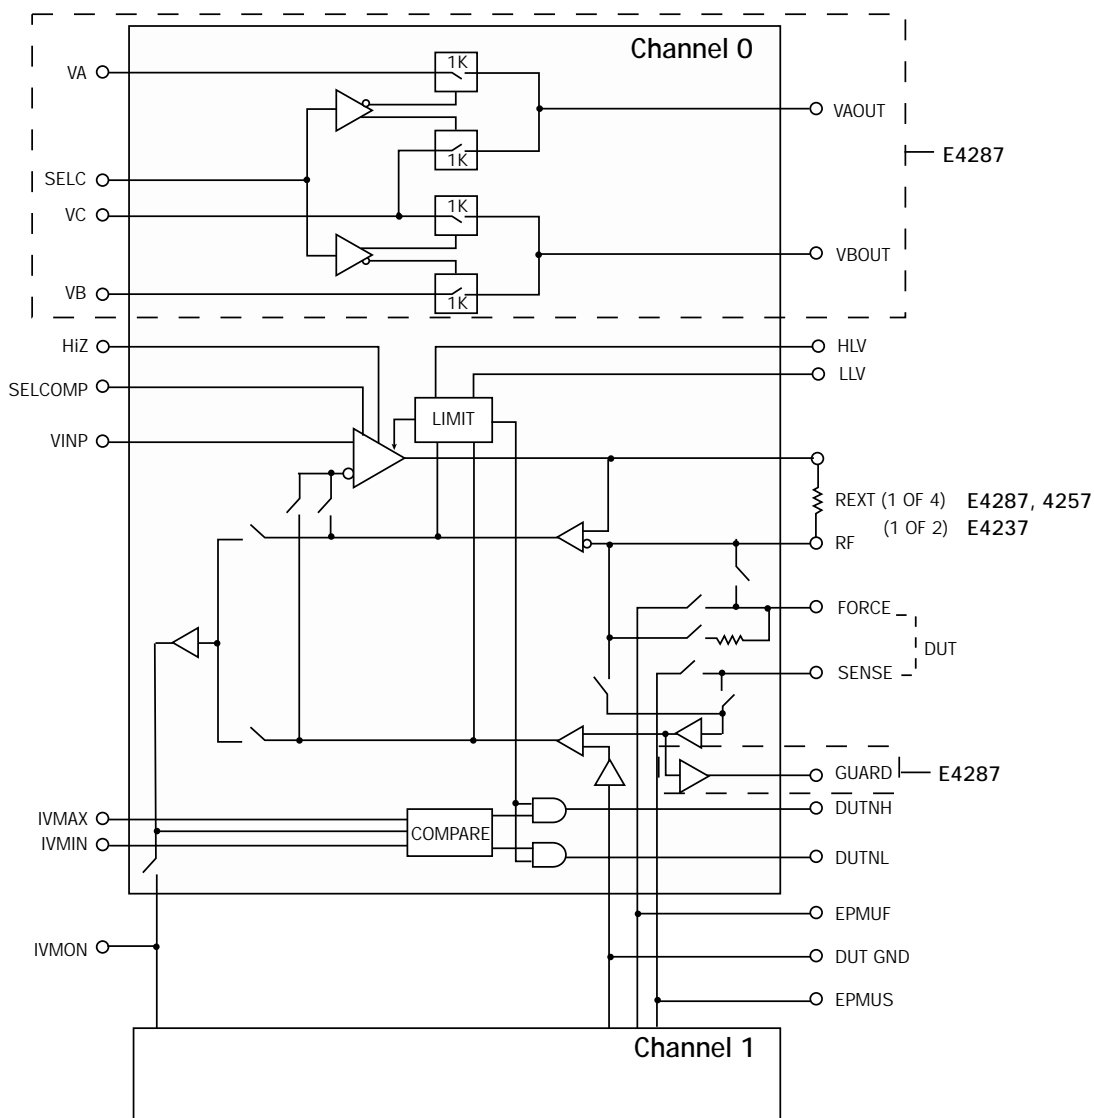 Channel 0
VA
1K
VAOUT
E4287
1K
SELC
VC
1K
VBOUT
VB
1K
HiZ
HLV
SELCOMP
LLV
LIMIT
VINP
REXT (1 OF 4) E4287, 4257
(1 OF 2) E4237
RF
FORCE
DUT
SENSE
GUARD
E4287
DUTNH
IVMAX
COMPARE
IVMIN
DUTNL
EPMUF
IVMON
DUT GND
EPMUS
Channel 1